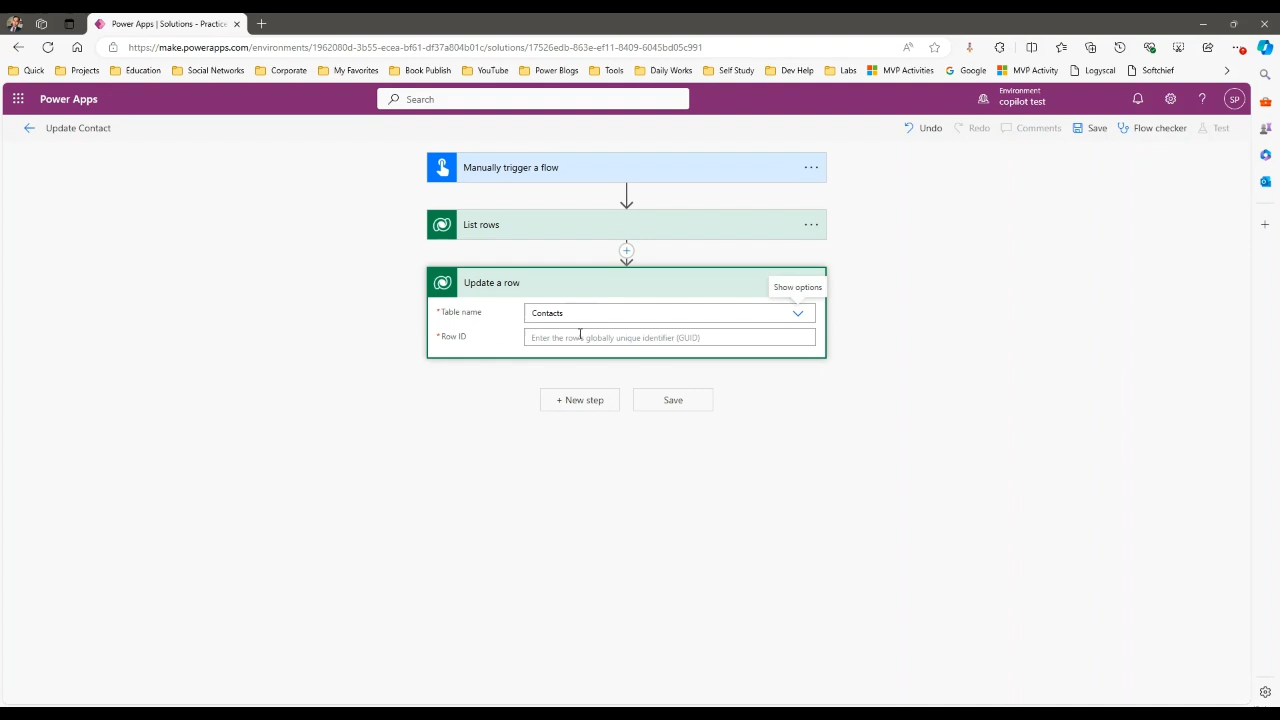 Power Apps | Solutions - Practice
https://make.powerapps.com/environments/1962080d-3b55-ecea-bf61-df37a804b01c/solutions/17526edf-863e-ef11-8409-6045bd05c991
Quick Projects Education Social Networks Corporate My Favorites Book Publish YouTube Power Blogs Tools Daily Works Self Study Dev Help Labs MVP Activities Google MVP Activity Logyscal Softchief
Power Apps
Search
Environment
copilot test
SP
Update Contact
Undo Redo Comments Save Flow checker Test
Manually trigger a flow
List rows
Update a row
Show options
* Table name
Contacts
* Row ID
Enter the row's globally unique identifier (GUID)
+ New step
Save